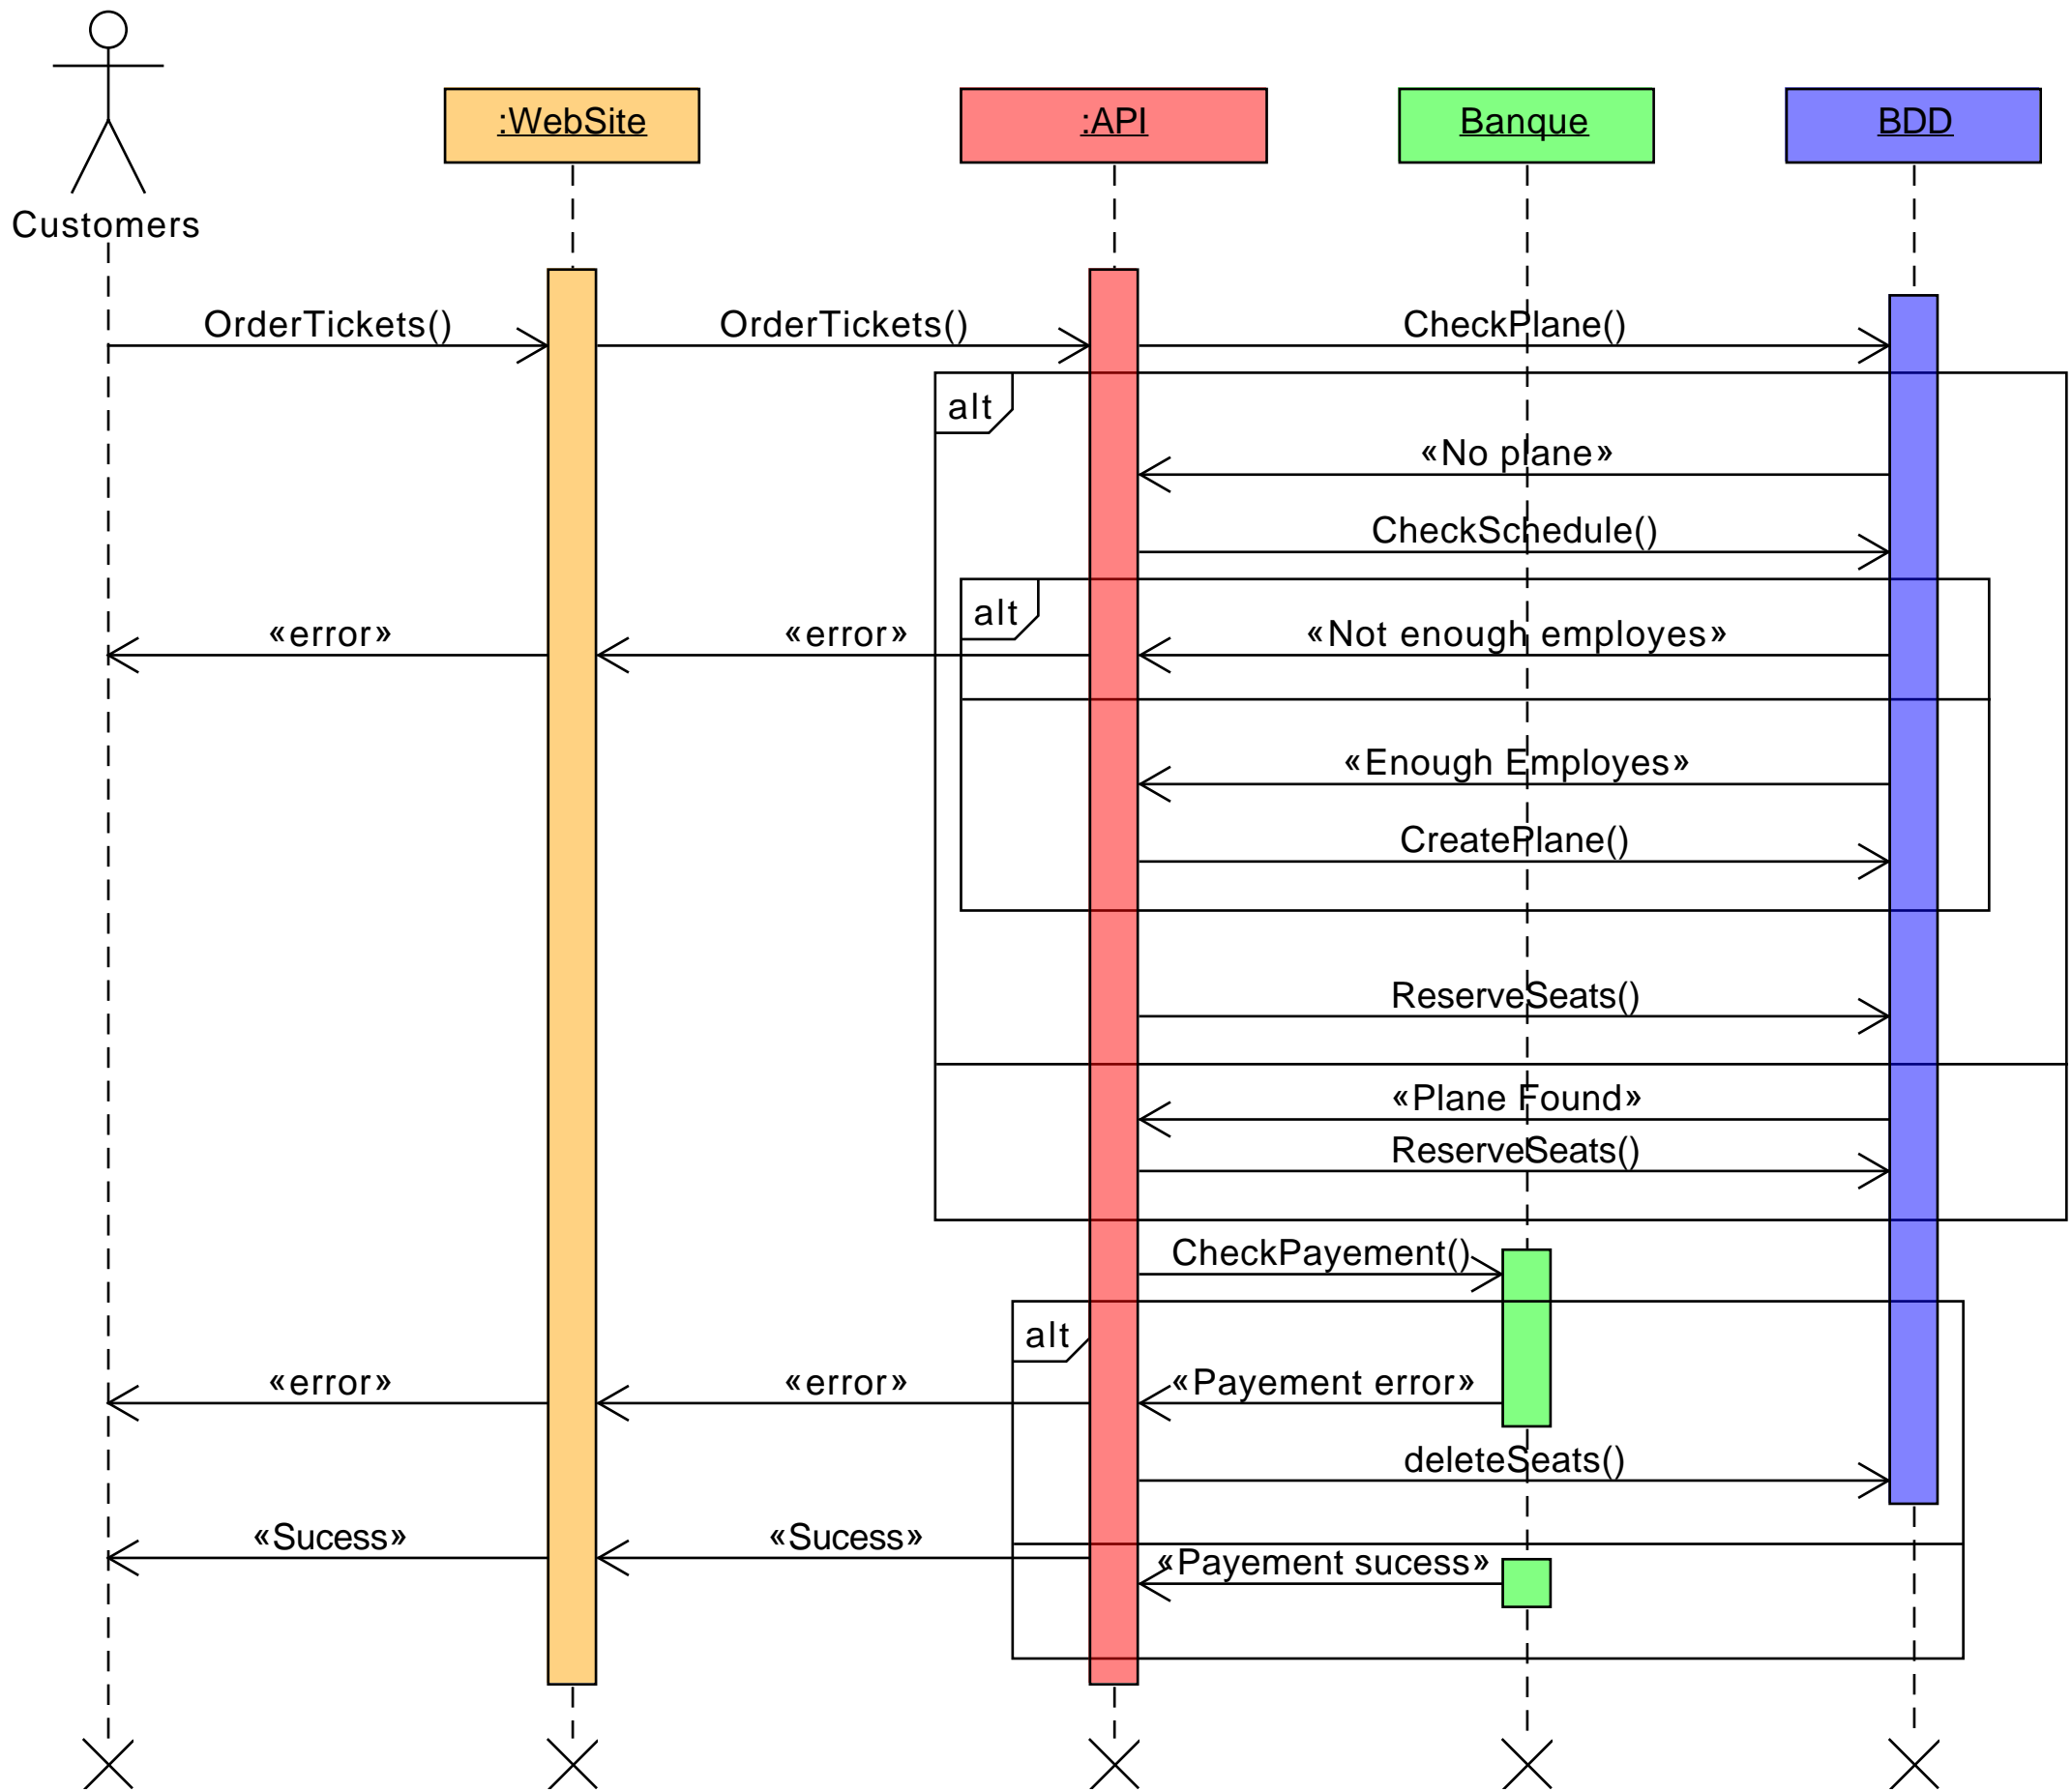 :WebSite
:API
Banque
BDD
Customers
OrderTickets()
OrderTickets()
CheckPlane()
alt
«No plane»
CheckSchedule()
alt
«error»
«error»
«Not enough employes»
«Enough Employes»
CreatePlane()
ReserveSeats()
«Plane Found»
ReserveSeats()
CheckPayement()
alt
«error»
«error»
«Payement error»
deleteSeats()
«Sucess»
«Sucess»
«Payement sucess»